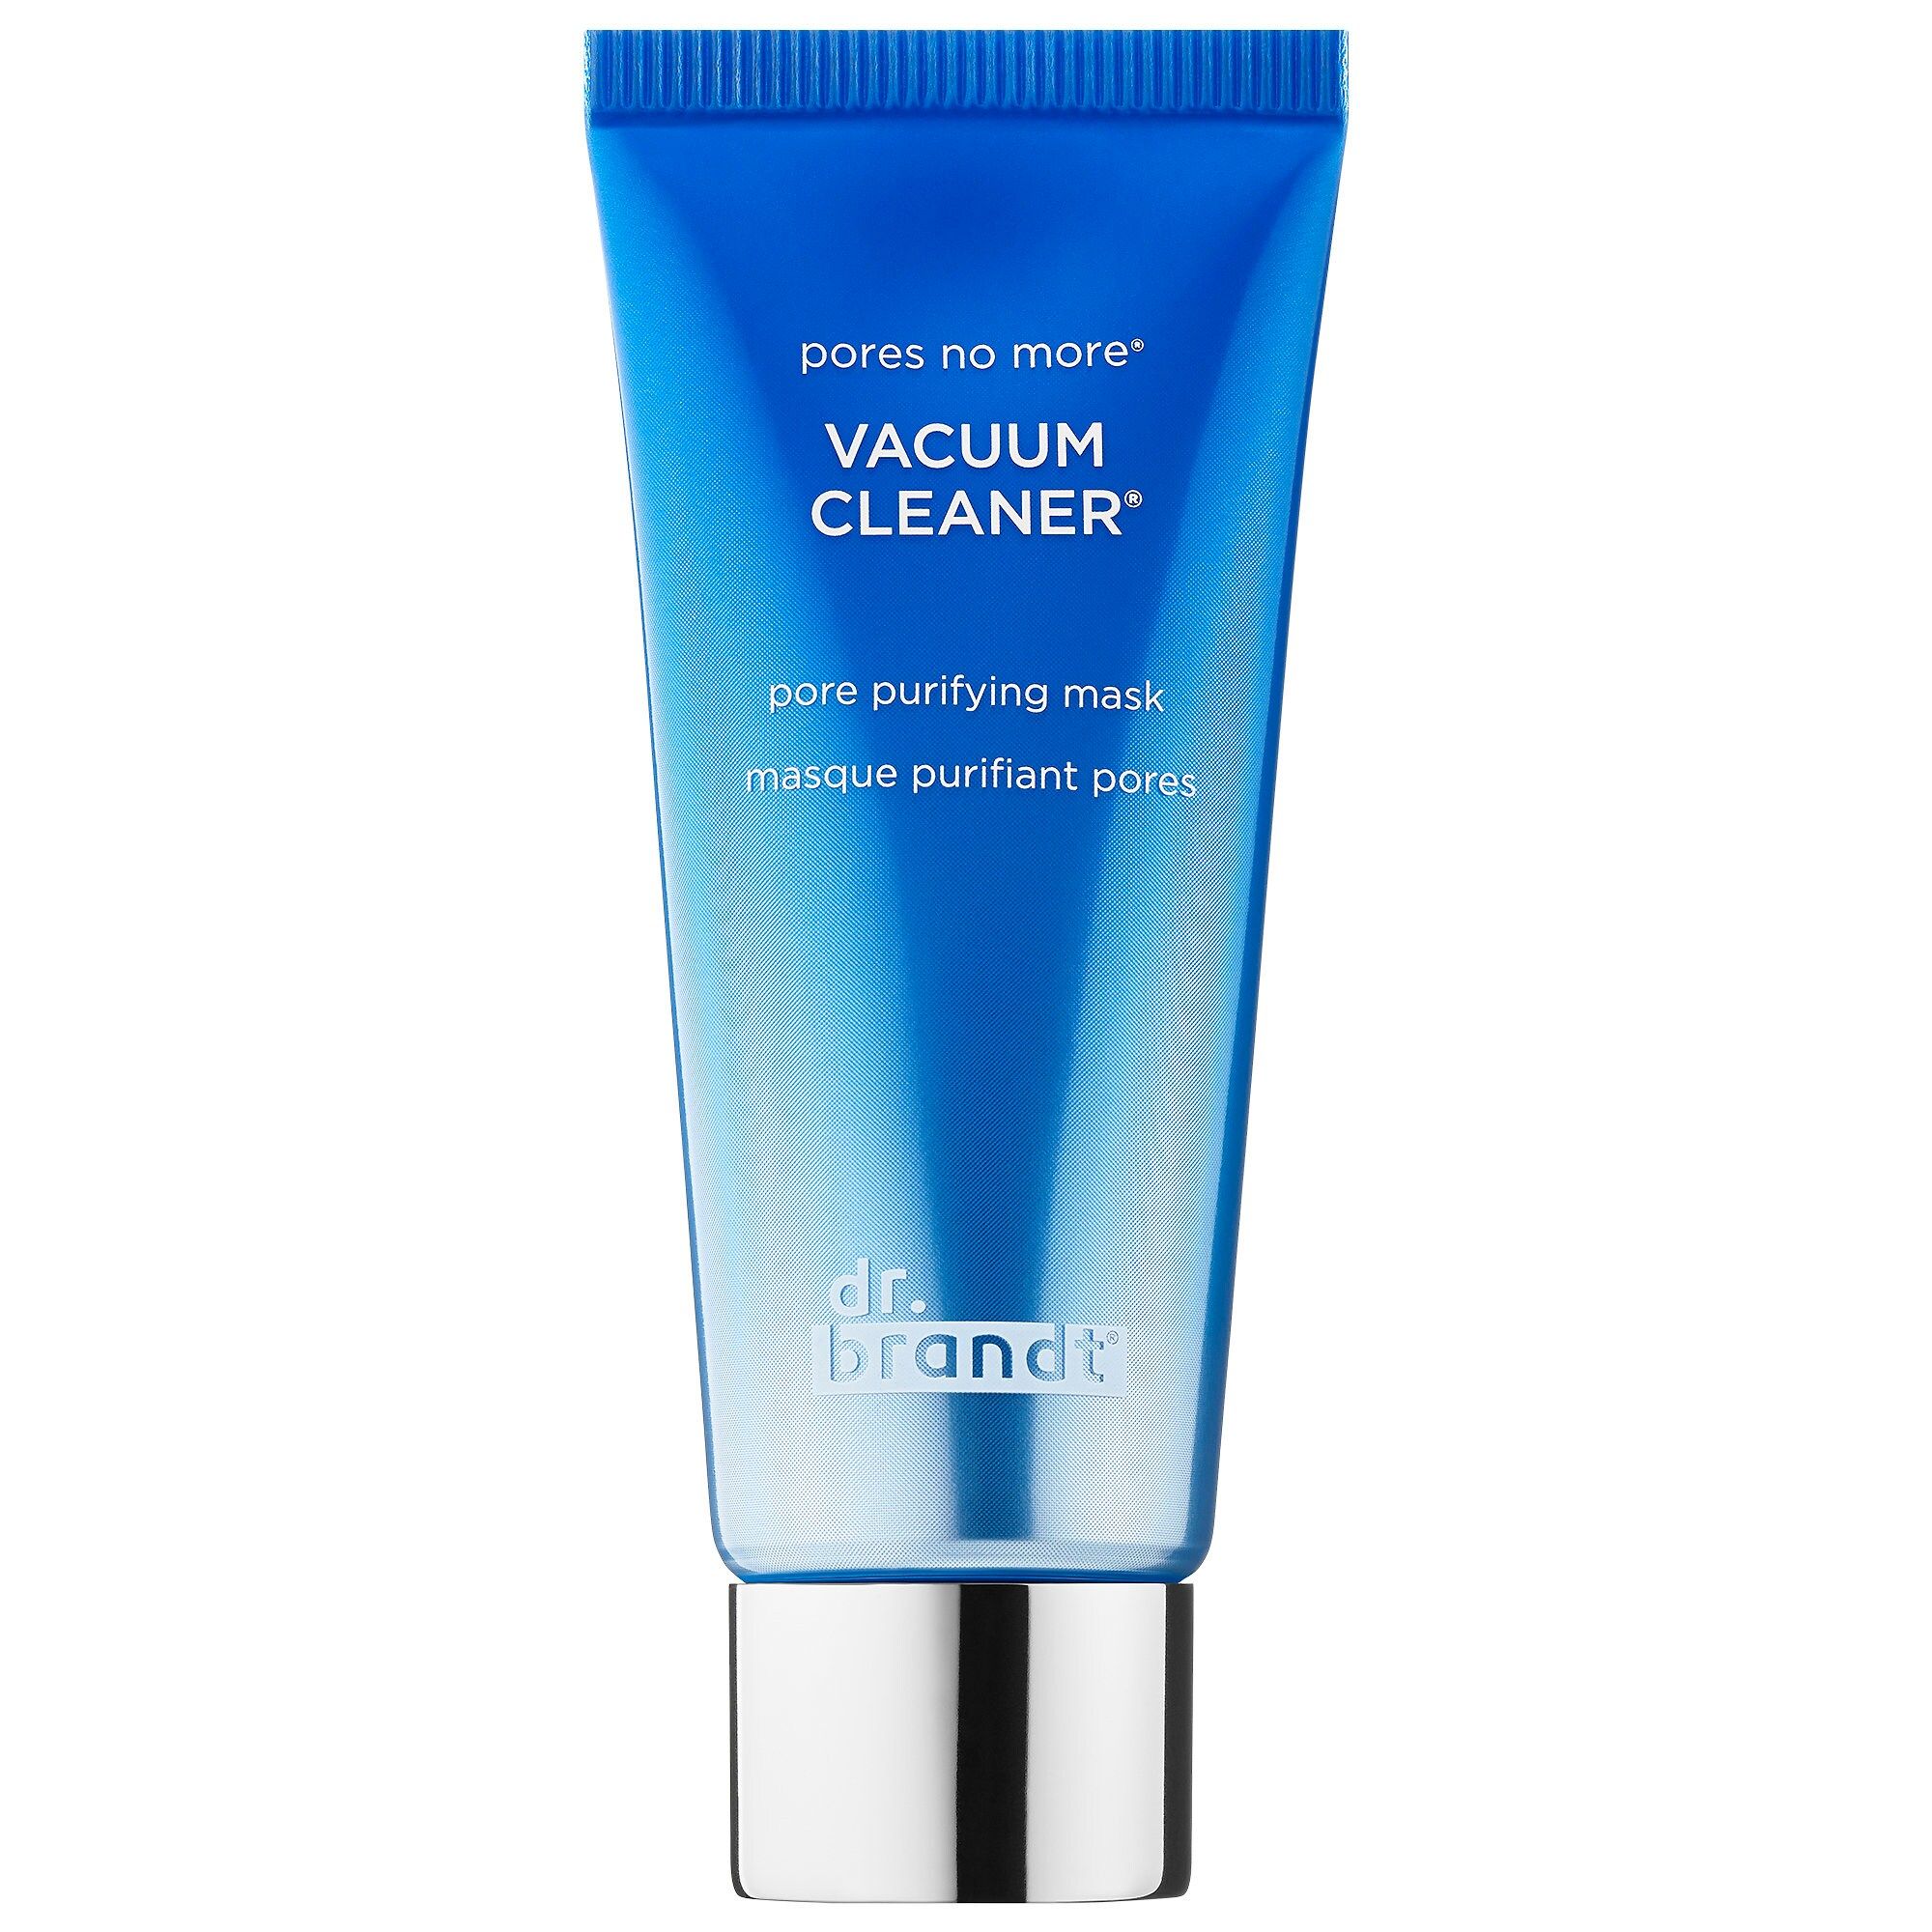 pores no more®
VACUUM
CLEANER®
pore purifying mask
masque purifiant pores
dr.
brandt®